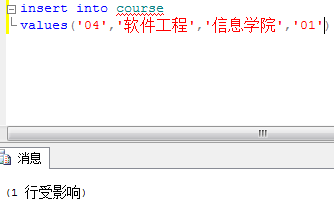 insert into course
values('04','软件工程','信息学院','01')
消息
(1 行受影响)